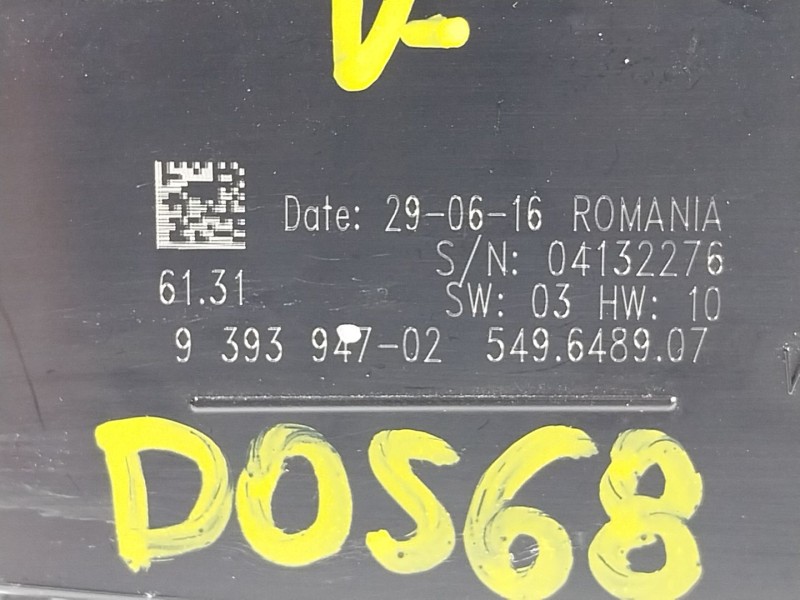 V-
Date: 29-06-16 ROMANIA
S/N: 04132276
61.31
SW: 03 HW: 10
9 393 947-02 549.6489.07
DOS68